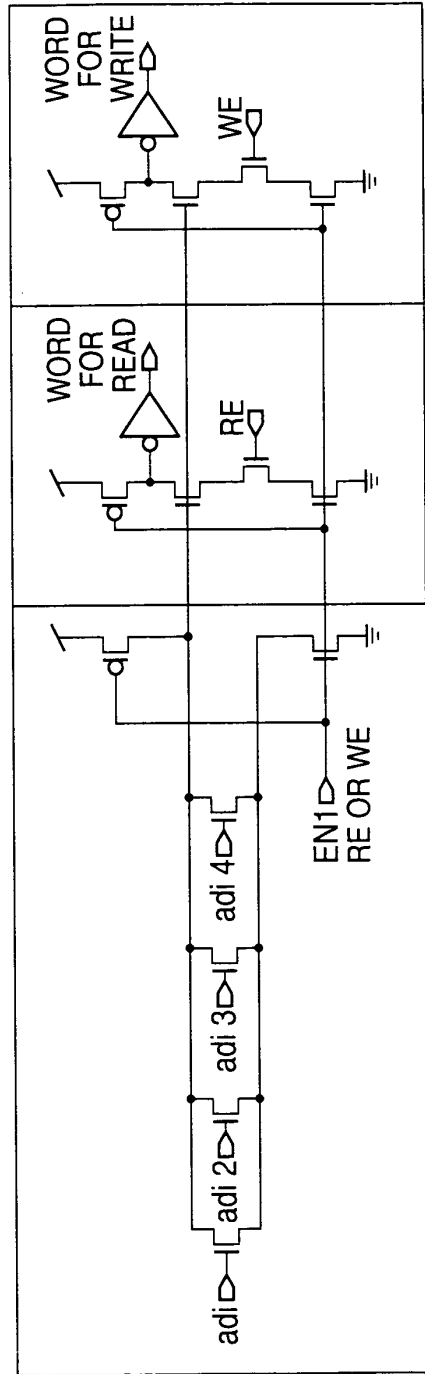 adi
adi 2
adi 3
adi 4
EN1
RE OR WE
WORD
FOR
READ
RE
WORD
FOR
WRITE
WE